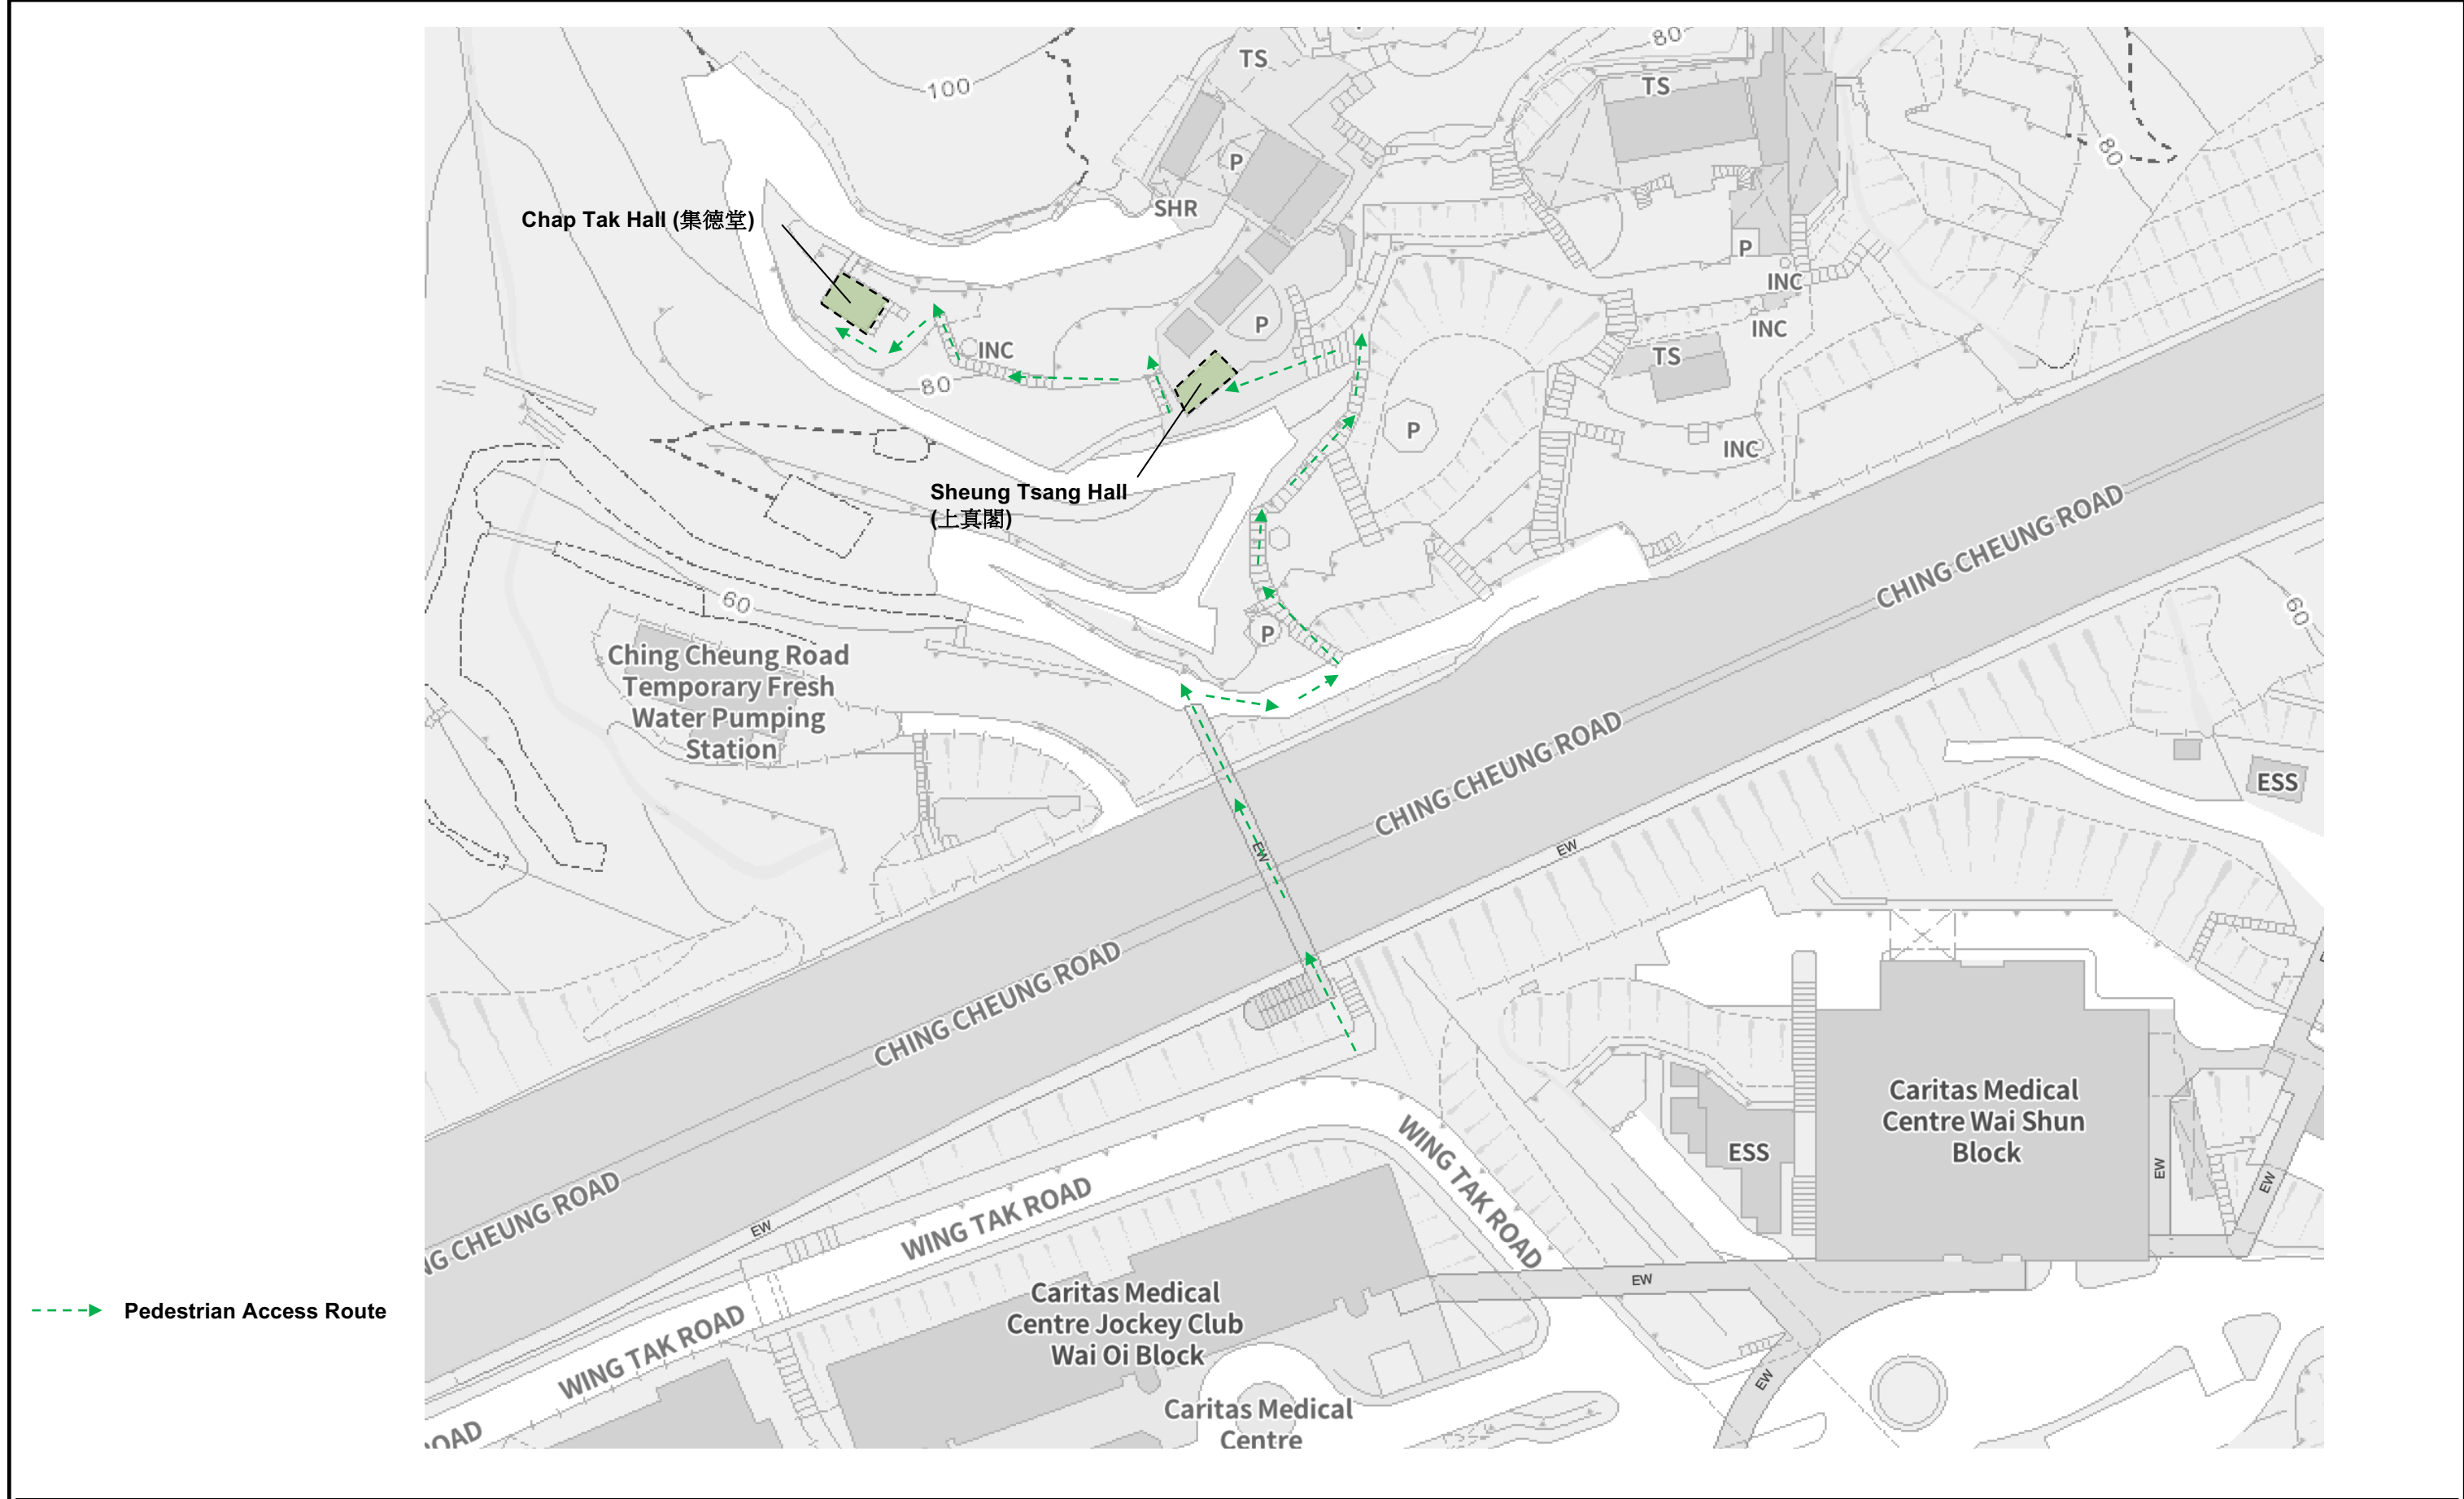 100
80
TS
TS
80
P
SHR
Chap Tak Hall (集德堂)
P
INC
P
INC
INC
TS
80
P
INC
Sheung Tsang Hall
(上真閣)
CHING CHEUNG ROAD
60
60
P
Ching Cheung Road
Temporary Fresh
Water Pumping
Station
CHING CHEUNG ROAD
ESS
EW
EW
CHING CHEUNG ROAD
Caritas Medical
Centre Wai Shun
Block
ESS
WING TAK ROAD
EW
EW
NG CHEUNG ROAD
EW
WING TAK ROAD
EW
Caritas Medical
Centre Jockey Club
Wai Oi Block
Pedestrian Access Route
WING TAK ROAD
EW
Caritas Medical
Centre
OAD